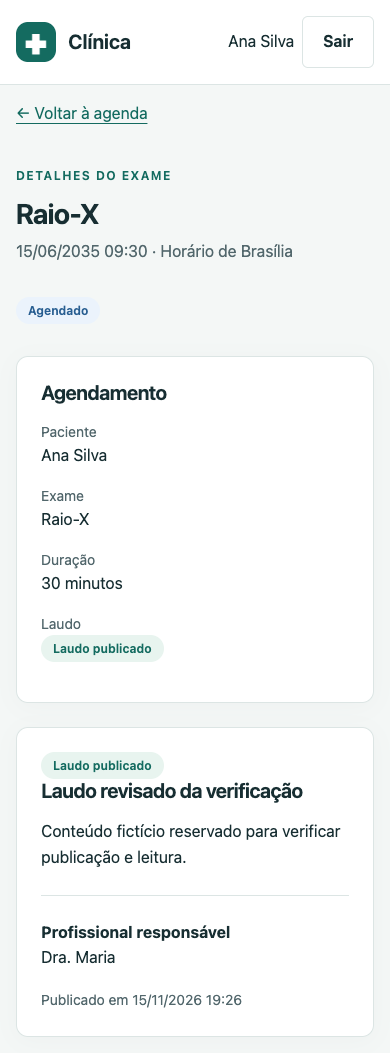 Clínica
Ana Silva
Sair
← Voltar à agenda
DETALHES DO EXAME
Raio-X
15/06/2035 09:30 · Horário de Brasília
Agendado
Agendamento
Paciente
Ana Silva
Exame
Raio-X
Duração
30 minutos
Laudo
Laudo publicado
Laudo publicado
Laudo revisado da verificação
Conteúdo fictício reservado para verificar
publicação e leitura.
Profissional responsável
Dra. Maria
Publicado em 15/11/2026 19:26